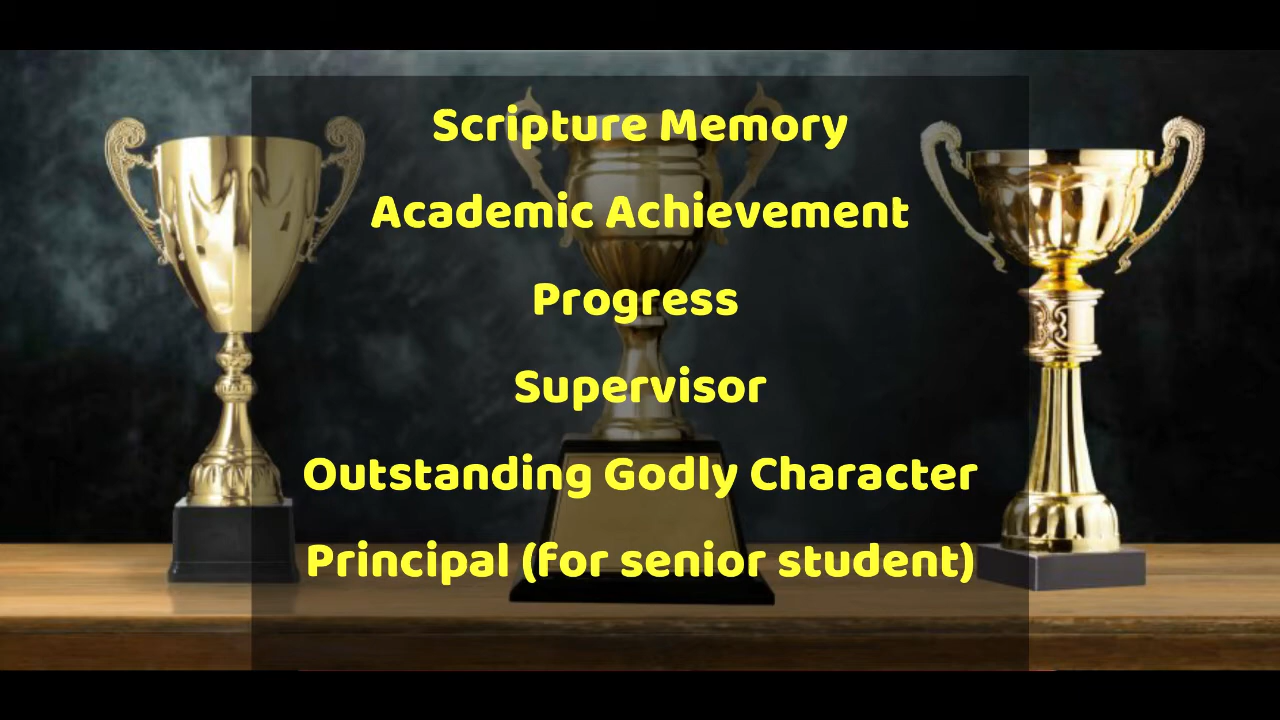 Scripture Memory
Academic Achievement
Progress
Supervisor
Outstanding Godly Character
Principal (for senior student)